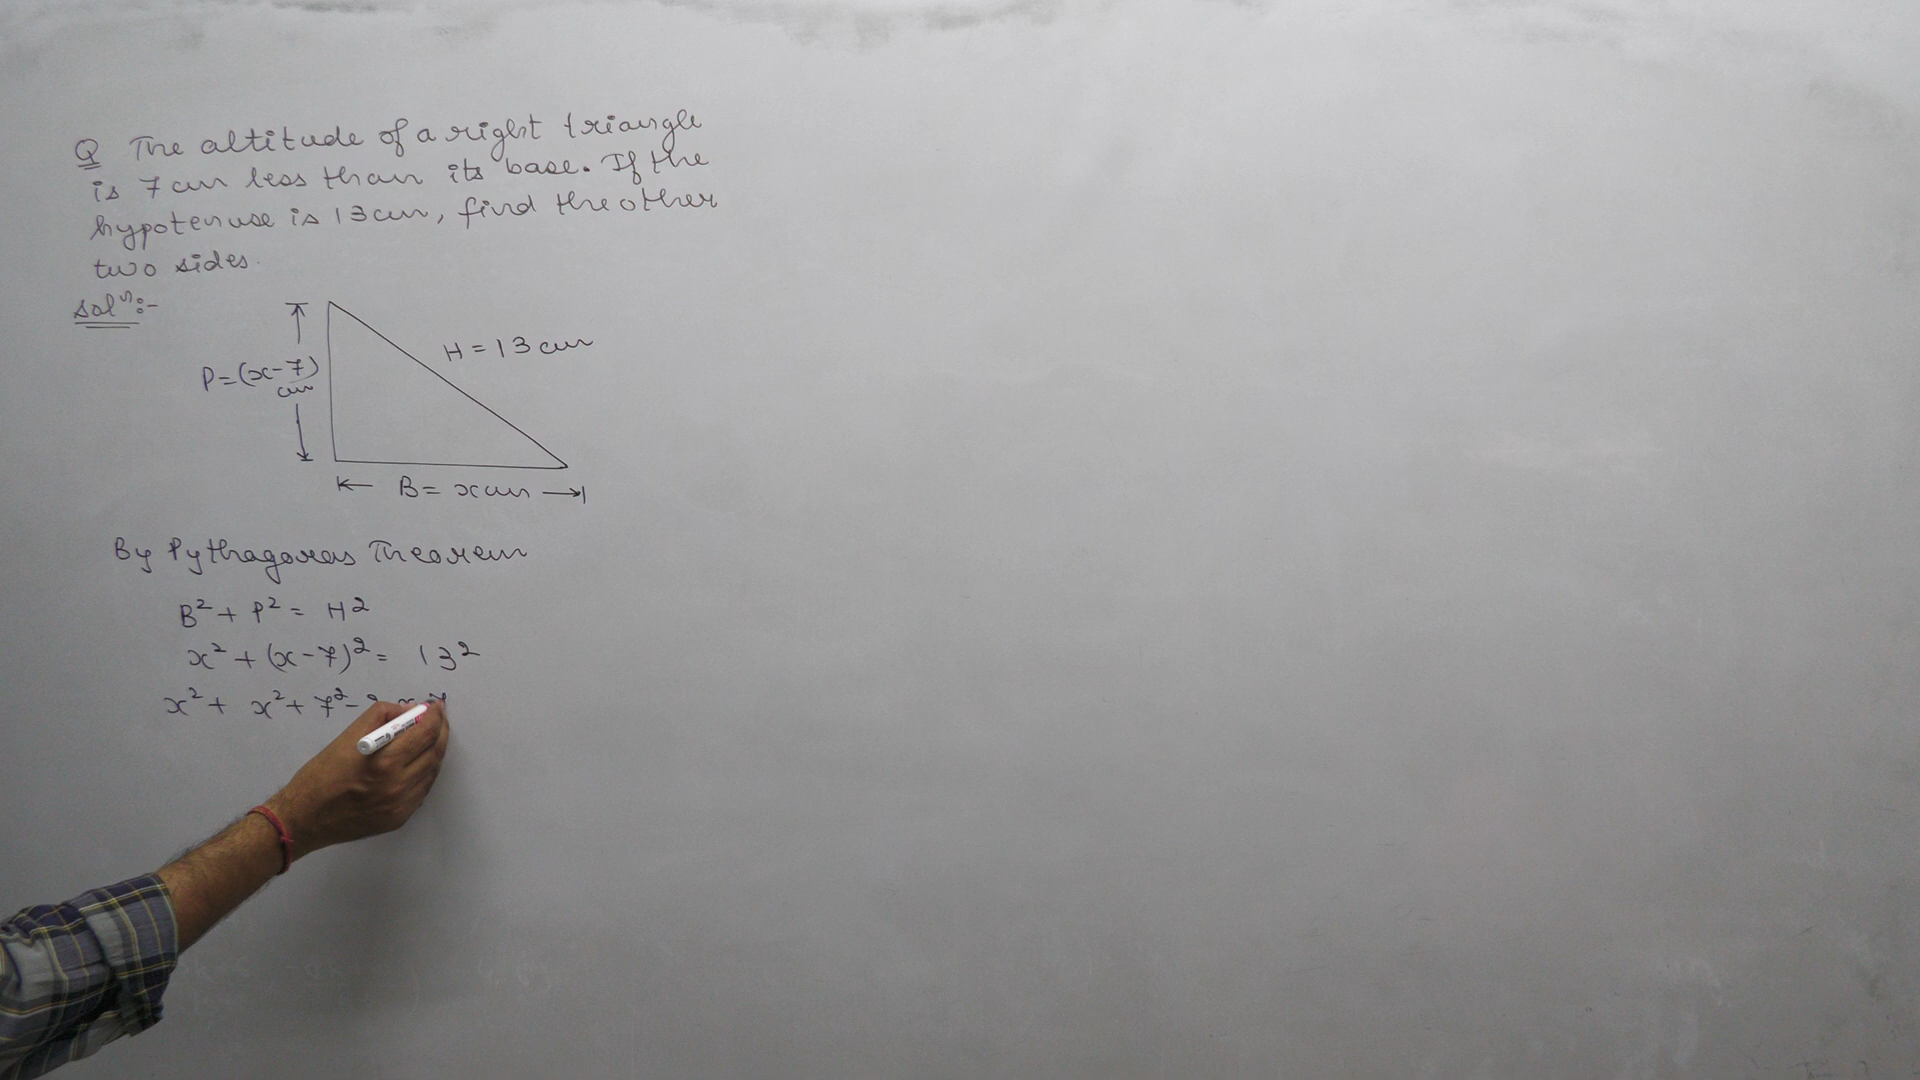 Q The altitude of a right triangle
is 7 cm less than its base. If the
hypotenuse is 13 cm, find the other
two sides.
Solⁿ:-
H = 13 cm
P = (x-7)
cm
B = x cm
By Pythagoras Theorem
B² + P² = H²
x² + (x-7)² = 13²
x² + x² + 7² -